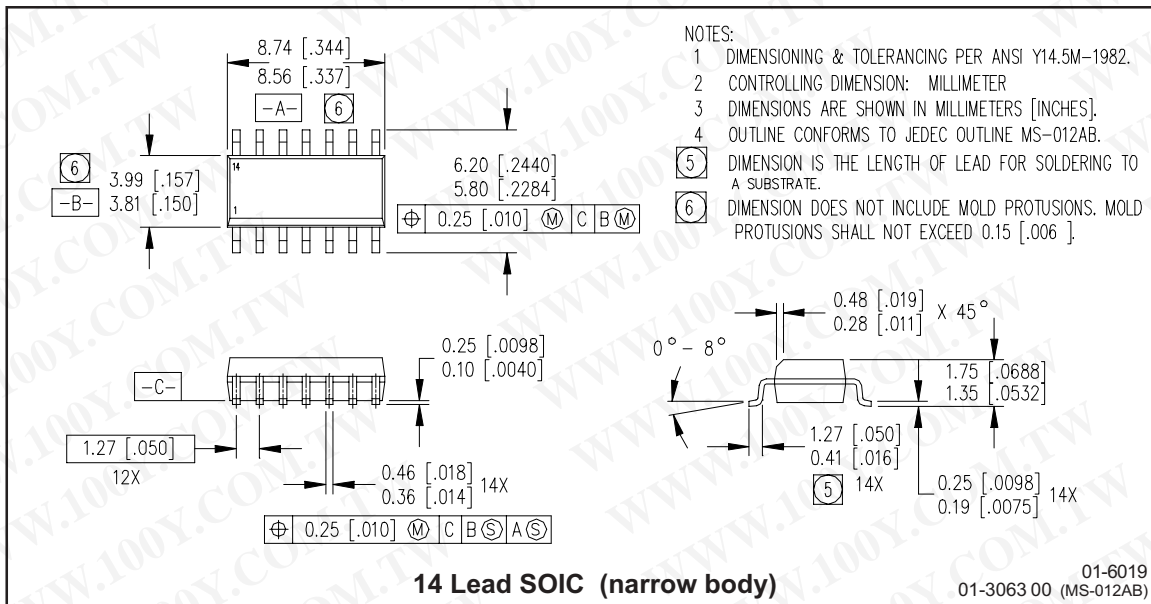 8.74 [.344]
8.56 [.337]
-A- 6
6
3.99 [.157]
-B- 3.81 [.150]
14
1
6.20 [.2440]
5.80 [.2284]
⌖ 0.25 [.010] Ⓜ C B Ⓜ
NOTES:
1 DIMENSIONING & TOLERANCING PER ANSI Y14.5M-1982.
2 CONTROLLING DIMENSION: MILLIMETER
3 DIMENSIONS ARE SHOWN IN MILLIMETERS [INCHES].
4 OUTLINE CONFORMS TO JEDEC OUTLINE MS-012AB.
5 DIMENSION IS THE LENGTH OF LEAD FOR SOLDERING TO
A SUBSTRATE.
6 DIMENSION DOES NOT INCLUDE MOLD PROTUSIONS. MOLD
PROTUSIONS SHALL NOT EXCEED 0.15 [.006 ].
-C-
0.25 [.0098]
0.10 [.0040]
1.27 [.050]
12X
0.46 [.018]
0.36 [.014] 14X
⌖ 0.25 [.010] Ⓜ C B Ⓢ A Ⓢ
0.48 [.019]
0.28 [.011] X 45°
0° - 8°
1.75 [.0688]
1.35 [.0532]
1.27 [.050]
0.41 [.016]
5 14X
0.25 [.0098]
0.19 [.0075] 14X
14 Lead SOIC (narrow body)
01-6019
01-3063 00 (MS-012AB)
WWW.100Y.COM.TW